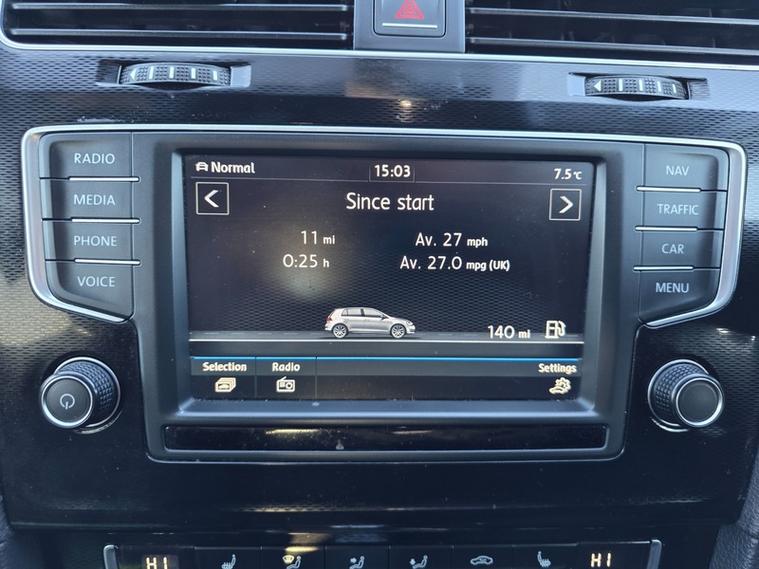 RADIO
MEDIA
PHONE
VOICE
Normal 15:03 7.5°C
Since start
11 mi Av. 27 mph
0:25 h Av. 27.0 mpg (UK)
140 mi
Selection Radio Settings
NAV
TRAFFIC
CAR
MENU
HI HI